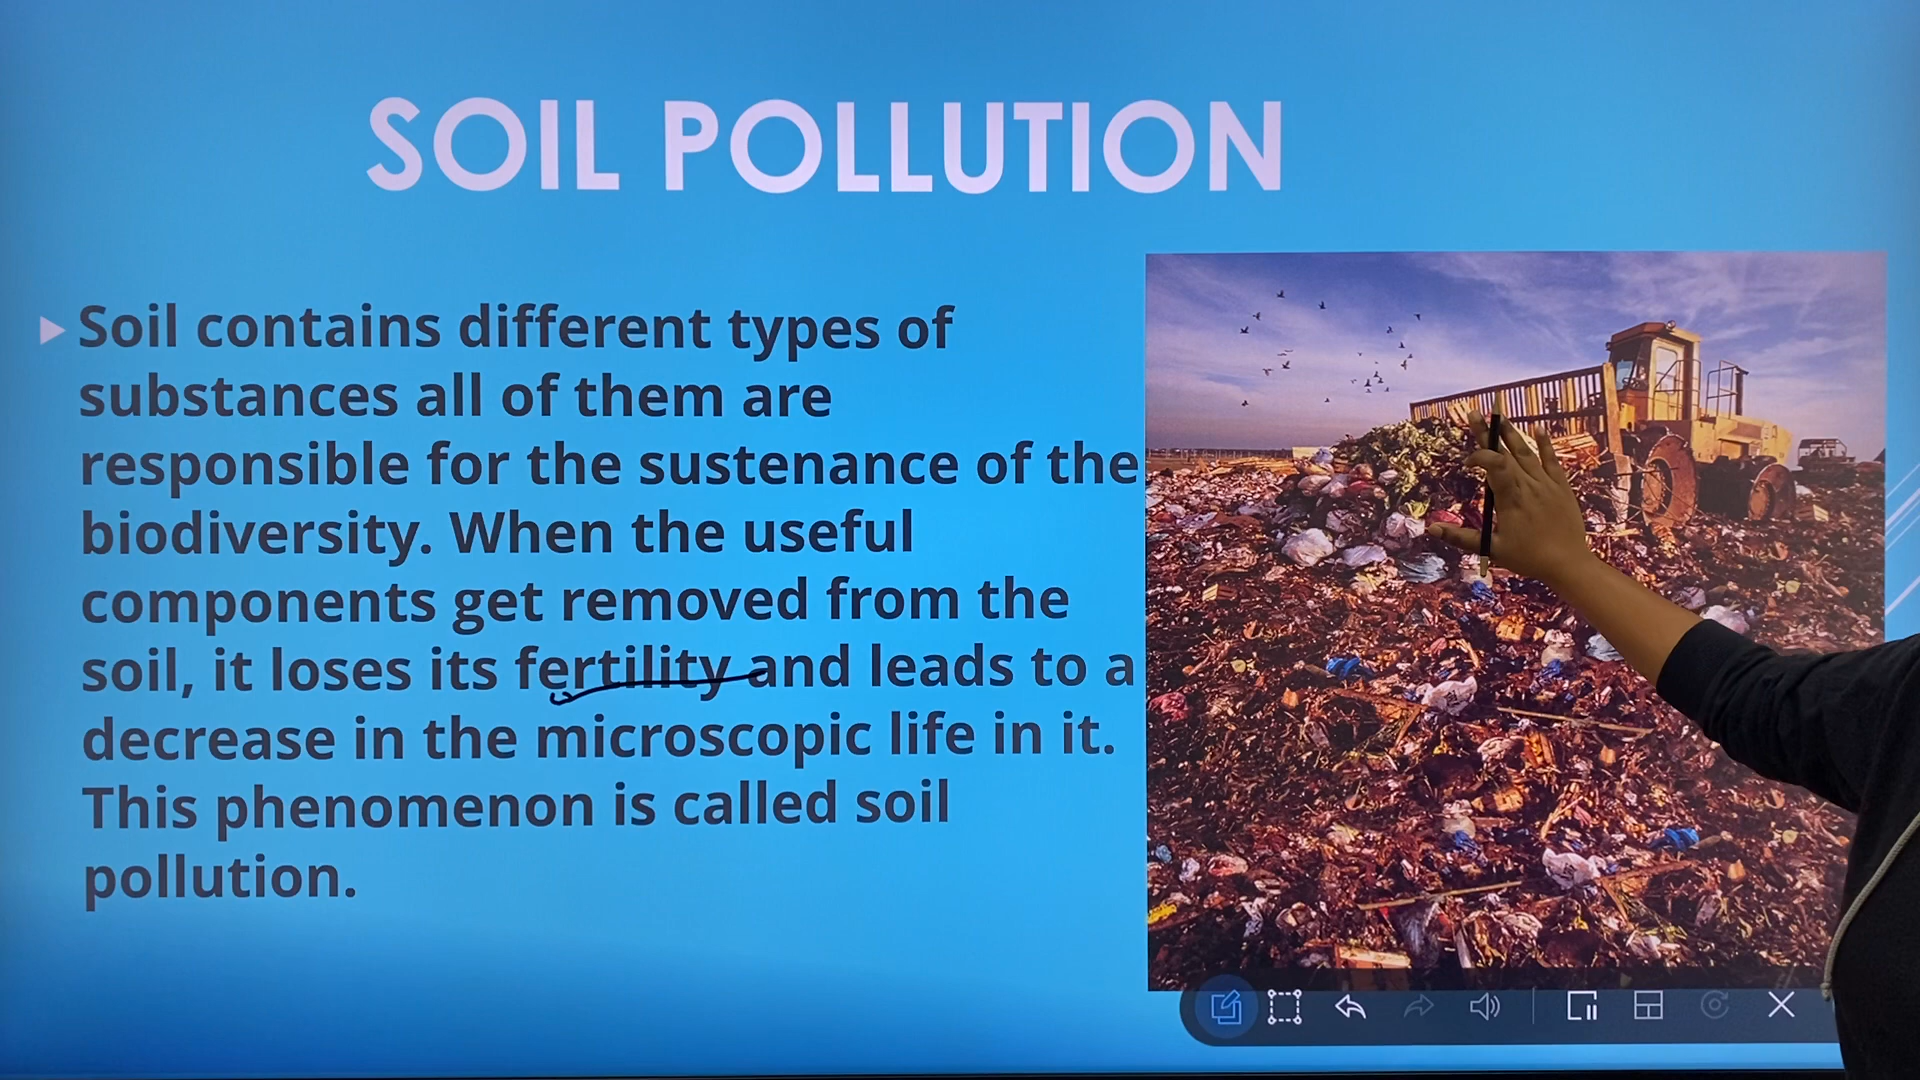 SOIL POLLUTION
Soil contains different types of
substances all of them are
responsible for the sustenance of the
biodiversity. When the useful
components get removed from the
soil, it loses its fertility and leads to a
decrease in the microscopic life in it.
This phenomenon is called soil
pollution.